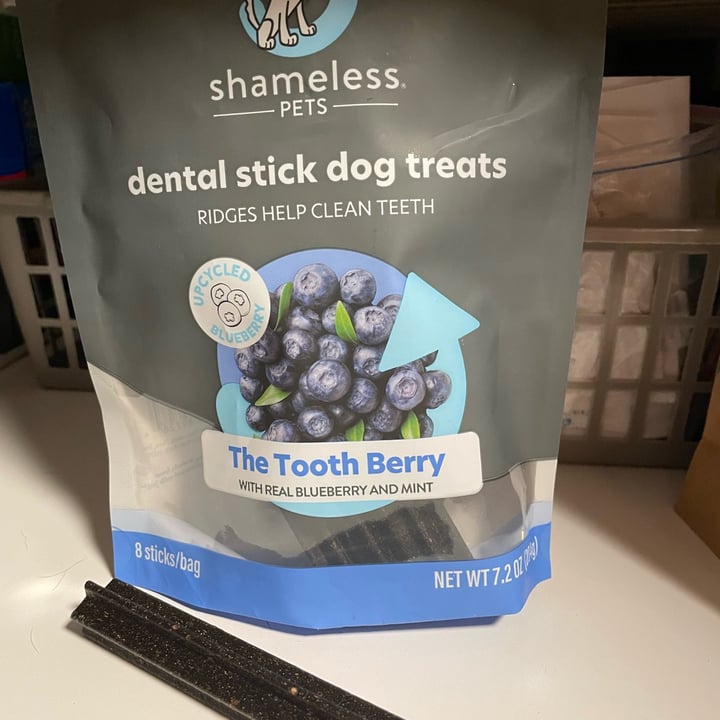 shameless®
PETS
dental stick dog treats
RIDGES HELP CLEAN TEETH
UPCYCLED
BLUEBERRY
The Tooth Berry
WITH REAL BLUEBERRY AND MINT
8 sticks/bag
NET WT 7.2 OZ